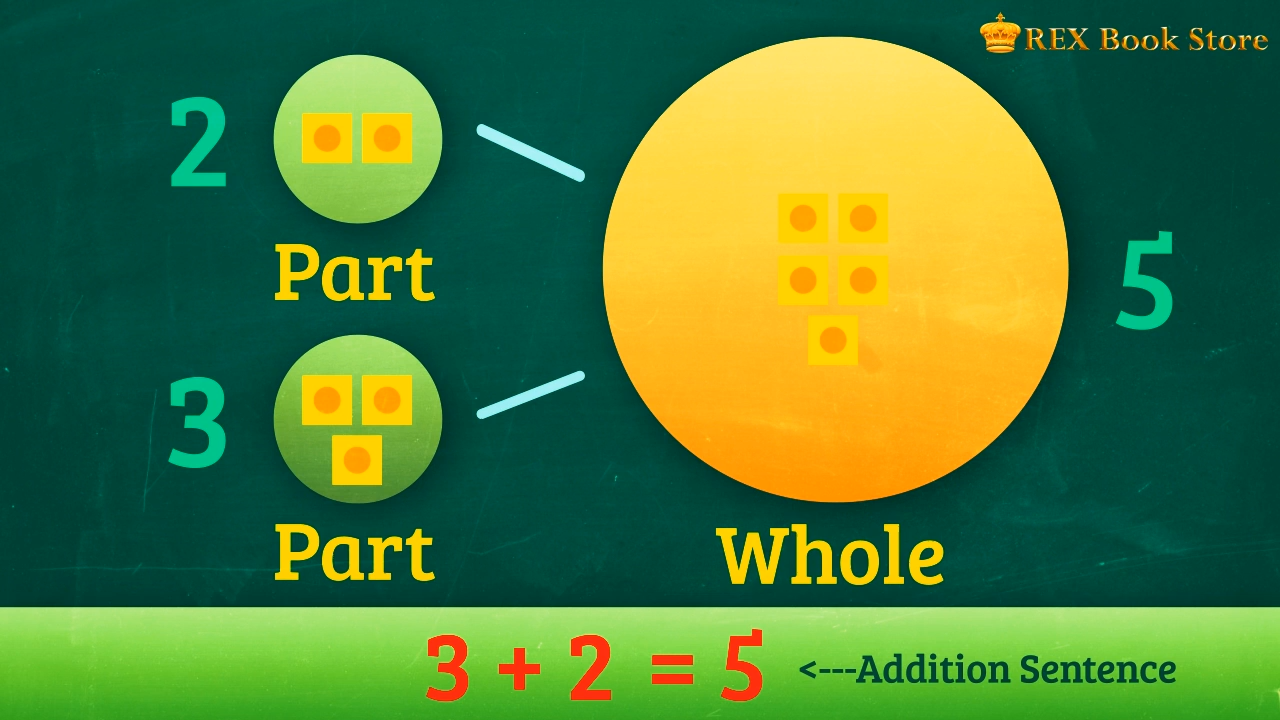 REX Book Store
2
Part
3
Part
Whole
5
3 + 2 = 5
<---Addition Sentence